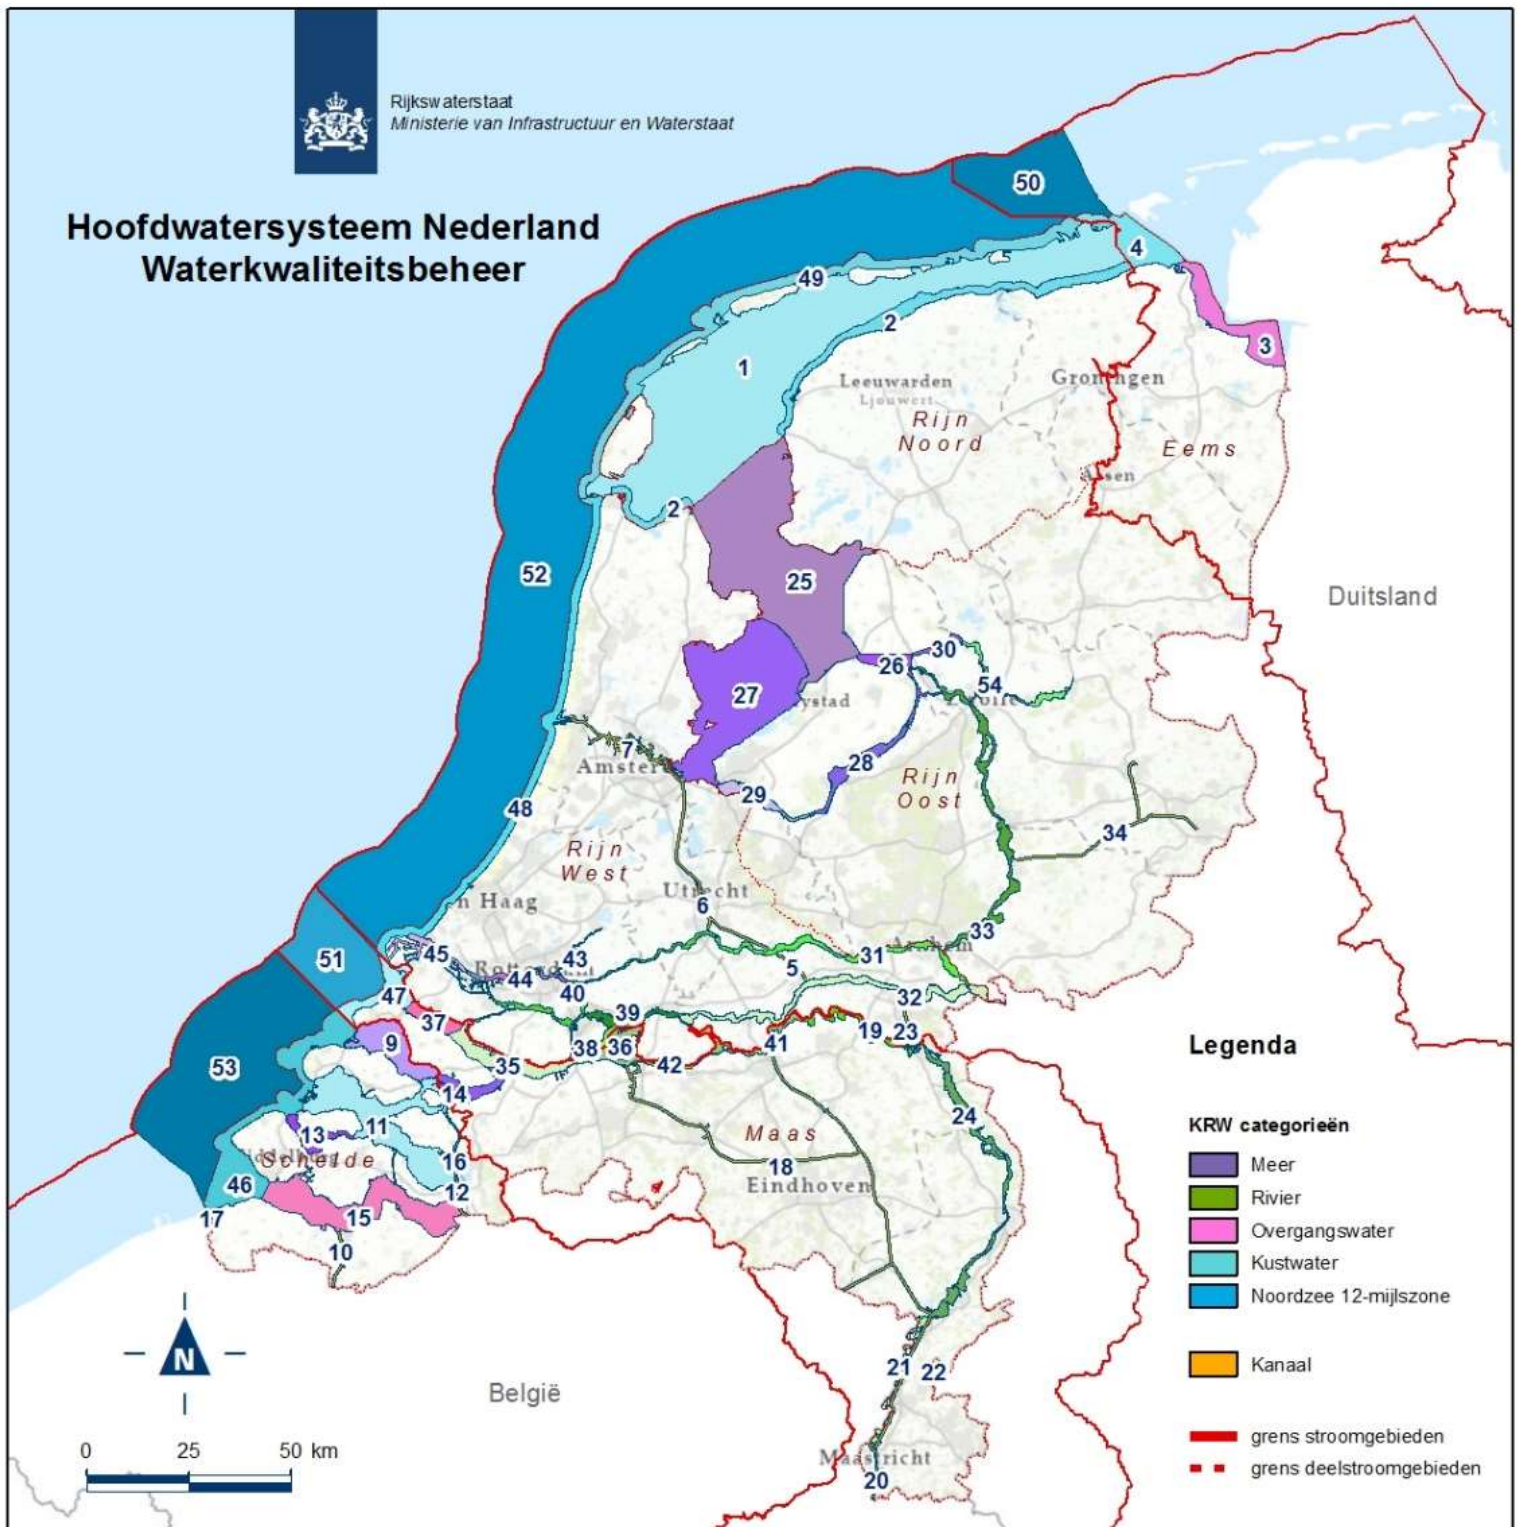 Rijkswaterstaat
Ministerie van Infrastructuur en Waterstaat
Hoofdwatersysteem Nederland
Waterkwaliteitsbeheer
50
4
49
2
3
1
Leeuwarden
Ljouwert
Groningen
Rijn
Noord
Eems
2
52
25
Duitsland
30
26
54
27
7
28
29
Rijn
Oost
48
34
Rijn
West
n Haag
Utrecht
6
33
45
43
31
51
44
5
40
32
47
39
37
19
23
9
38
36
41
42
53
35
14
24
11
13
Maas
Schelde
16
18
46
12
Eindhoven
17
15
10
21
22
België
Maastricht
20
N
0 25 50 km
Legenda
KRW categorieën
Meer
Rivier
Overgangswater
Kustwater
Noordzee 12-mijlszone
Kanaal
grens stroomgebieden
grens deelstroomgebieden